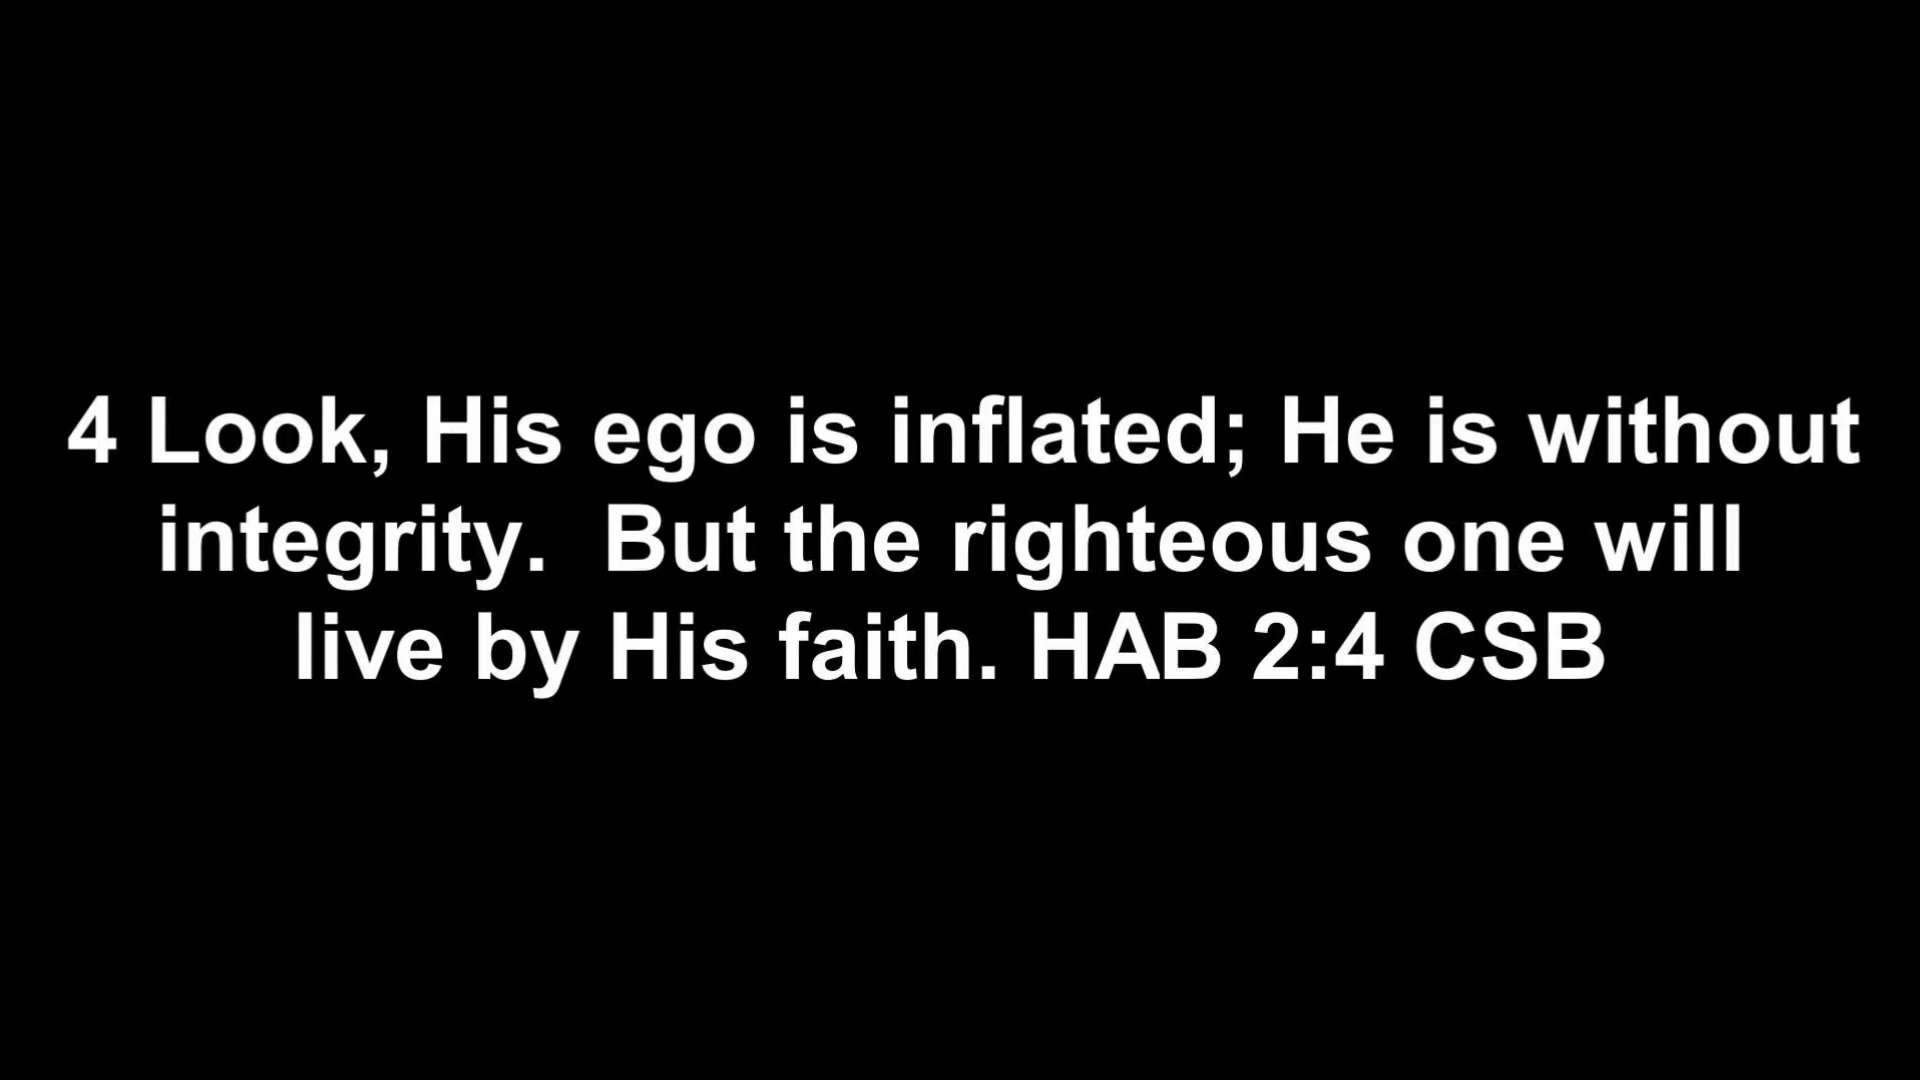 4 Look, His ego is inflated; He is without
integrity.  But the righteous one will
live by His faith. HAB 2:4 CSB